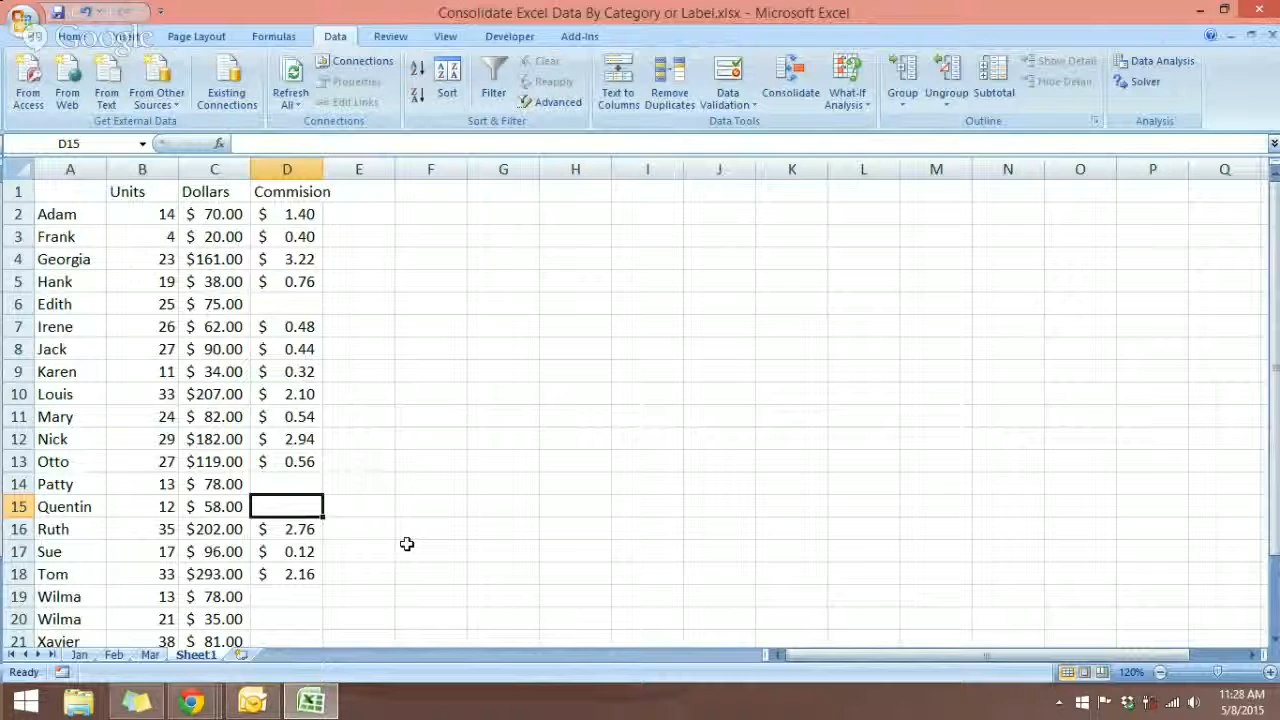 Consolidate Excel Data By Category or Label.xlsx - Microsoft Excel
Google
Home Insert Page Layout Formulas Data Review View Developer Add-Ins
From Access
From Web
From Text
From Other Sources
Existing Connections
Get External Data
Refresh All
Connections
Properties
Edit Links
Connections
Sort
Filter
Clear
Reapply
Advanced
Sort & Filter
Text to Columns
Remove Duplicates
Data Validation
Consolidate
What-If Analysis
Data Tools
Group
Ungroup
Subtotal
Show Detail
Hide Detail
Outline
Data Analysis
Solver
Analysis
D15 fx
A B C D E F G H I J K L M N O P Q
1 Units Dollars Commision
2 Adam 14 $ 70.00 $ 1.40
3 Frank 4 $ 20.00 $ 0.40
4 Georgia 23 $161.00 $ 3.22
5 Hank 19 $ 38.00 $ 0.76
6 Edith 25 $ 75.00
7 Irene 26 $ 62.00 $ 0.48
8 Jack 27 $ 90.00 $ 0.44
9 Karen 11 $ 34.00 $ 0.32
10 Louis 33 $207.00 $ 2.10
11 Mary 24 $ 82.00 $ 0.54
12 Nick 29 $182.00 $ 2.94
13 Otto 27 $119.00 $ 0.56
14 Patty 13 $ 78.00
15 Quentin 12 $ 58.00
16 Ruth 35 $202.00 $ 2.76
17 Sue 17 $ 96.00 $ 0.12
18 Tom 33 $293.00 $ 2.16
19 Wilma 13 $ 78.00
20 Wilma 21 $ 35.00
21 Xavier 38 $ 81.00
Jan Feb Mar Sheet1
Ready 120%
11:28 AM
5/8/2015